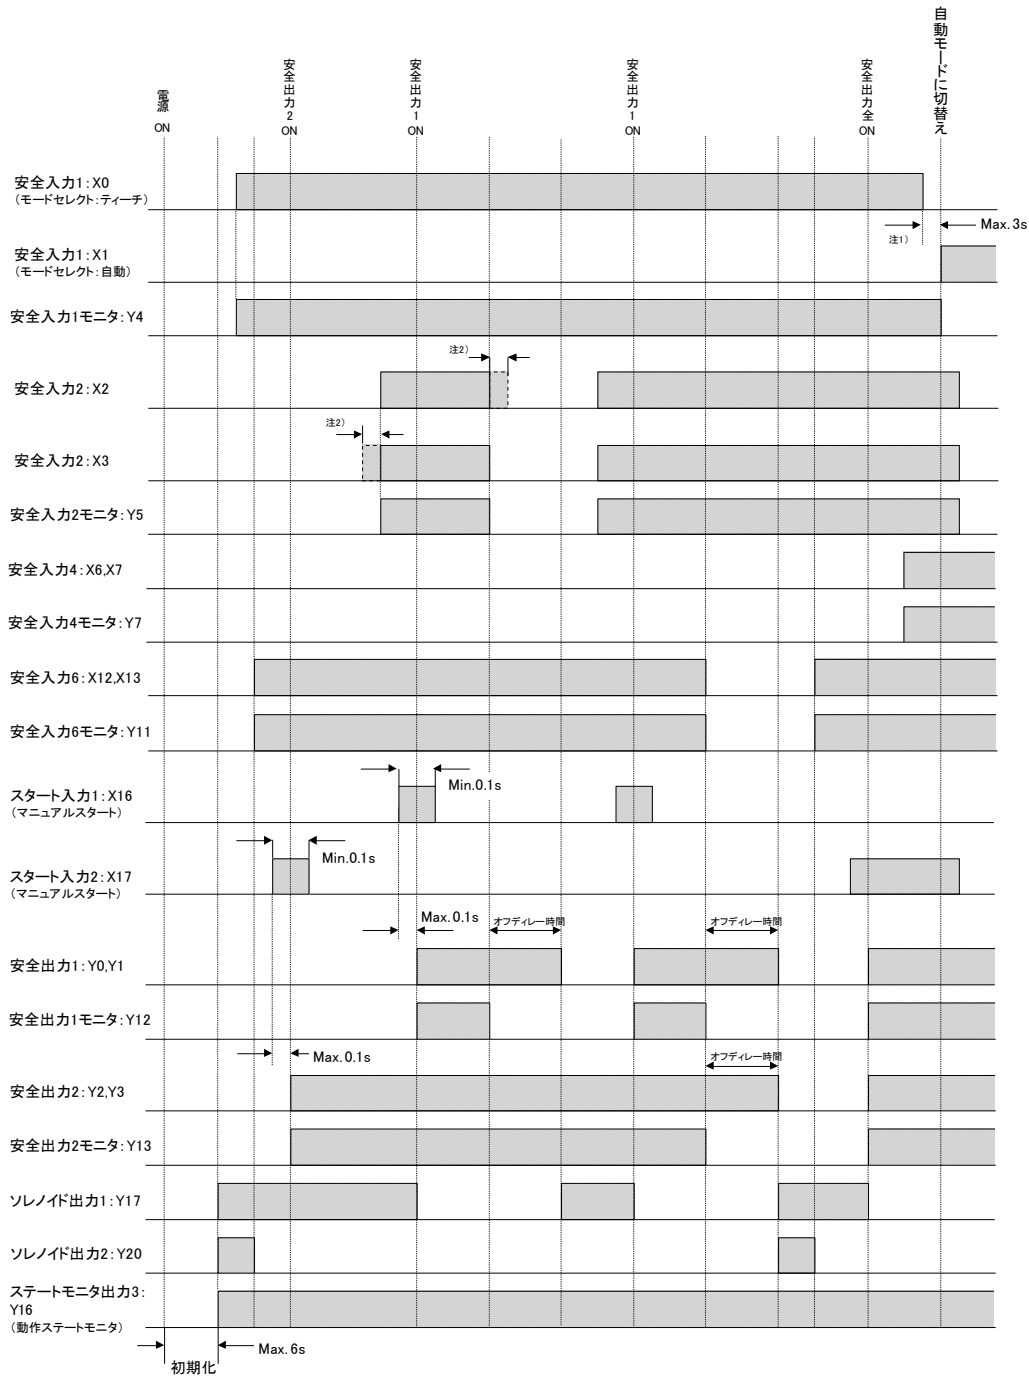 自動モードに切替え
電源
ON
安全出力2
ON
安全出力1
ON
安全出力1
ON
安全出力全
ON
安全入力1：X0
（モードセレクト：ティーチ）
注1）
Max. 3s
安全入力1：X1
（モードセレクト：自動）
安全入力1モニタ：Y4
注2）
安全入力2：X2
注2）
安全入力2：X3
安全入力2モニタ：Y5
安全入力4：X6,X7
安全入力4モニタ：Y7
安全入力6：X12,X13
安全入力6モニタ：Y11
Min.0.1s
スタート入力1：X16
（マニュアルスタート）
Min.0.1s
スタート入力2：X17
（マニュアルスタート）
Max. 0.1s
オフディレー時間
オフディレー時間
安全出力1：Y0,Y1
安全出力1モニタ：Y12
Max. 0.1s
オフディレー時間
安全出力2：Y2,Y3
安全出力2モニタ：Y13
ソレノイド出力1：Y17
ソレノイド出力2：Y20
ステートモニタ出力3：
Y16
（動作ステートモニタ）
Max. 6s
初期化